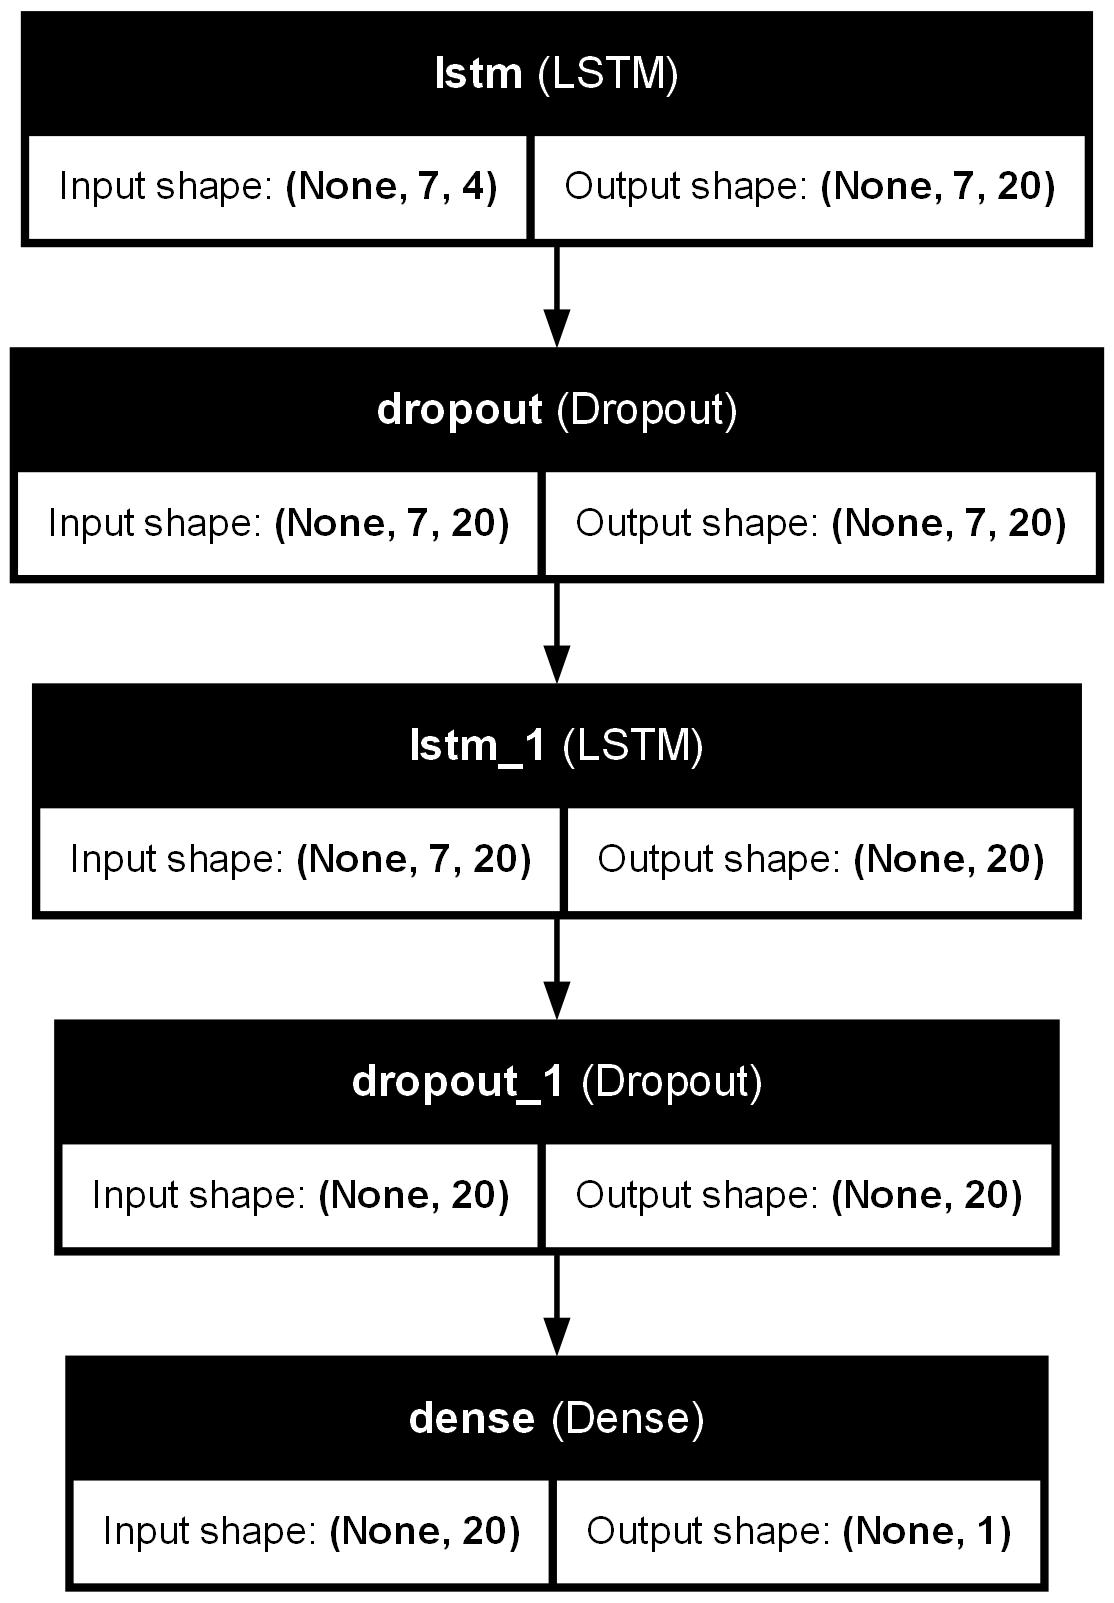 lstm (LSTM)
Input shape: (None, 7, 4) Output shape: (None, 7, 20)
dropout (Dropout)
Input shape: (None, 7, 20) Output shape: (None, 7, 20)
lstm_1 (LSTM)
Input shape: (None, 7, 20) Output shape: (None, 20)
dropout_1 (Dropout)
Input shape: (None, 20) Output shape: (None, 20)
dense (Dense)
Input shape: (None, 20) Output shape: (None, 1)